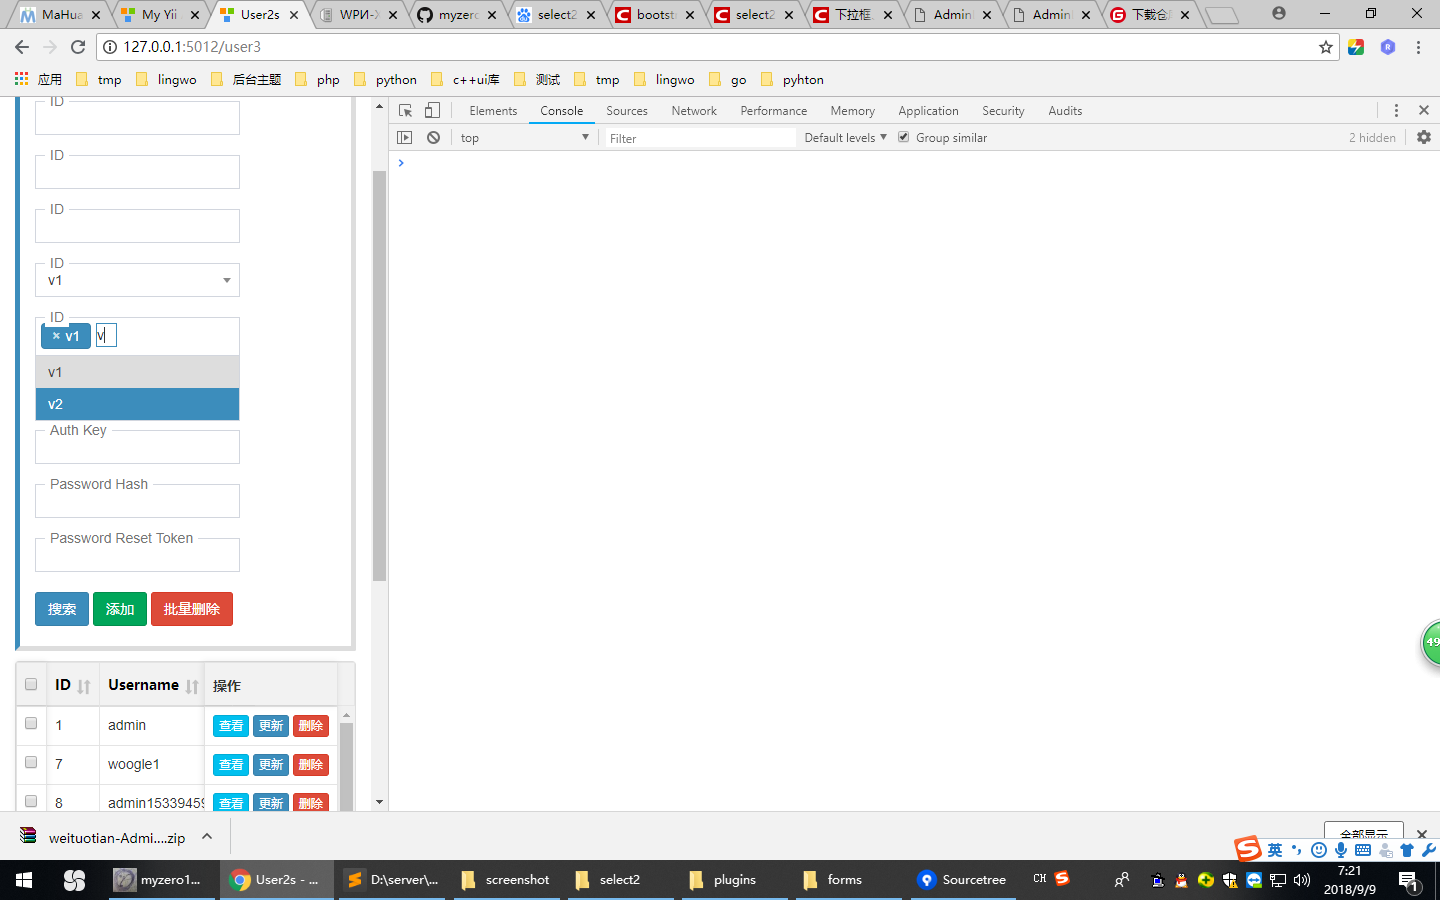 MaHua
My Yii
User2s
WPИ-X
myzero
select2
bootst
select2
下拉框
Admin
Admin
下载仓
127.0.0.1:5012/user3
应用
tmp
lingwo
后台主题
php
python
c++ui库
测试
tmp
lingwo
go
pyhton
Elements
Console
Sources
Network
Performance
Memory
Application
Security
Audits
top
Filter
Default levels
Group similar
2 hidden
ID
ID
ID
ID
v1
ID
× v1 v
v1
v2
Auth Key
Password Hash
Password Reset Token
搜索 添加 批量删除
ID Username 操作
1 admin 查看 更新 删除
7 woogle1 查看 更新 删除
8 admin15339459 查看 更新 删除
49
weituotian-Admi....zip
全部显示
英
myzero1...
User2s - ...
D:\server\...
screenshot
select2
plugins
forms
Sourcetree
CH
7:21
2018/9/9
1